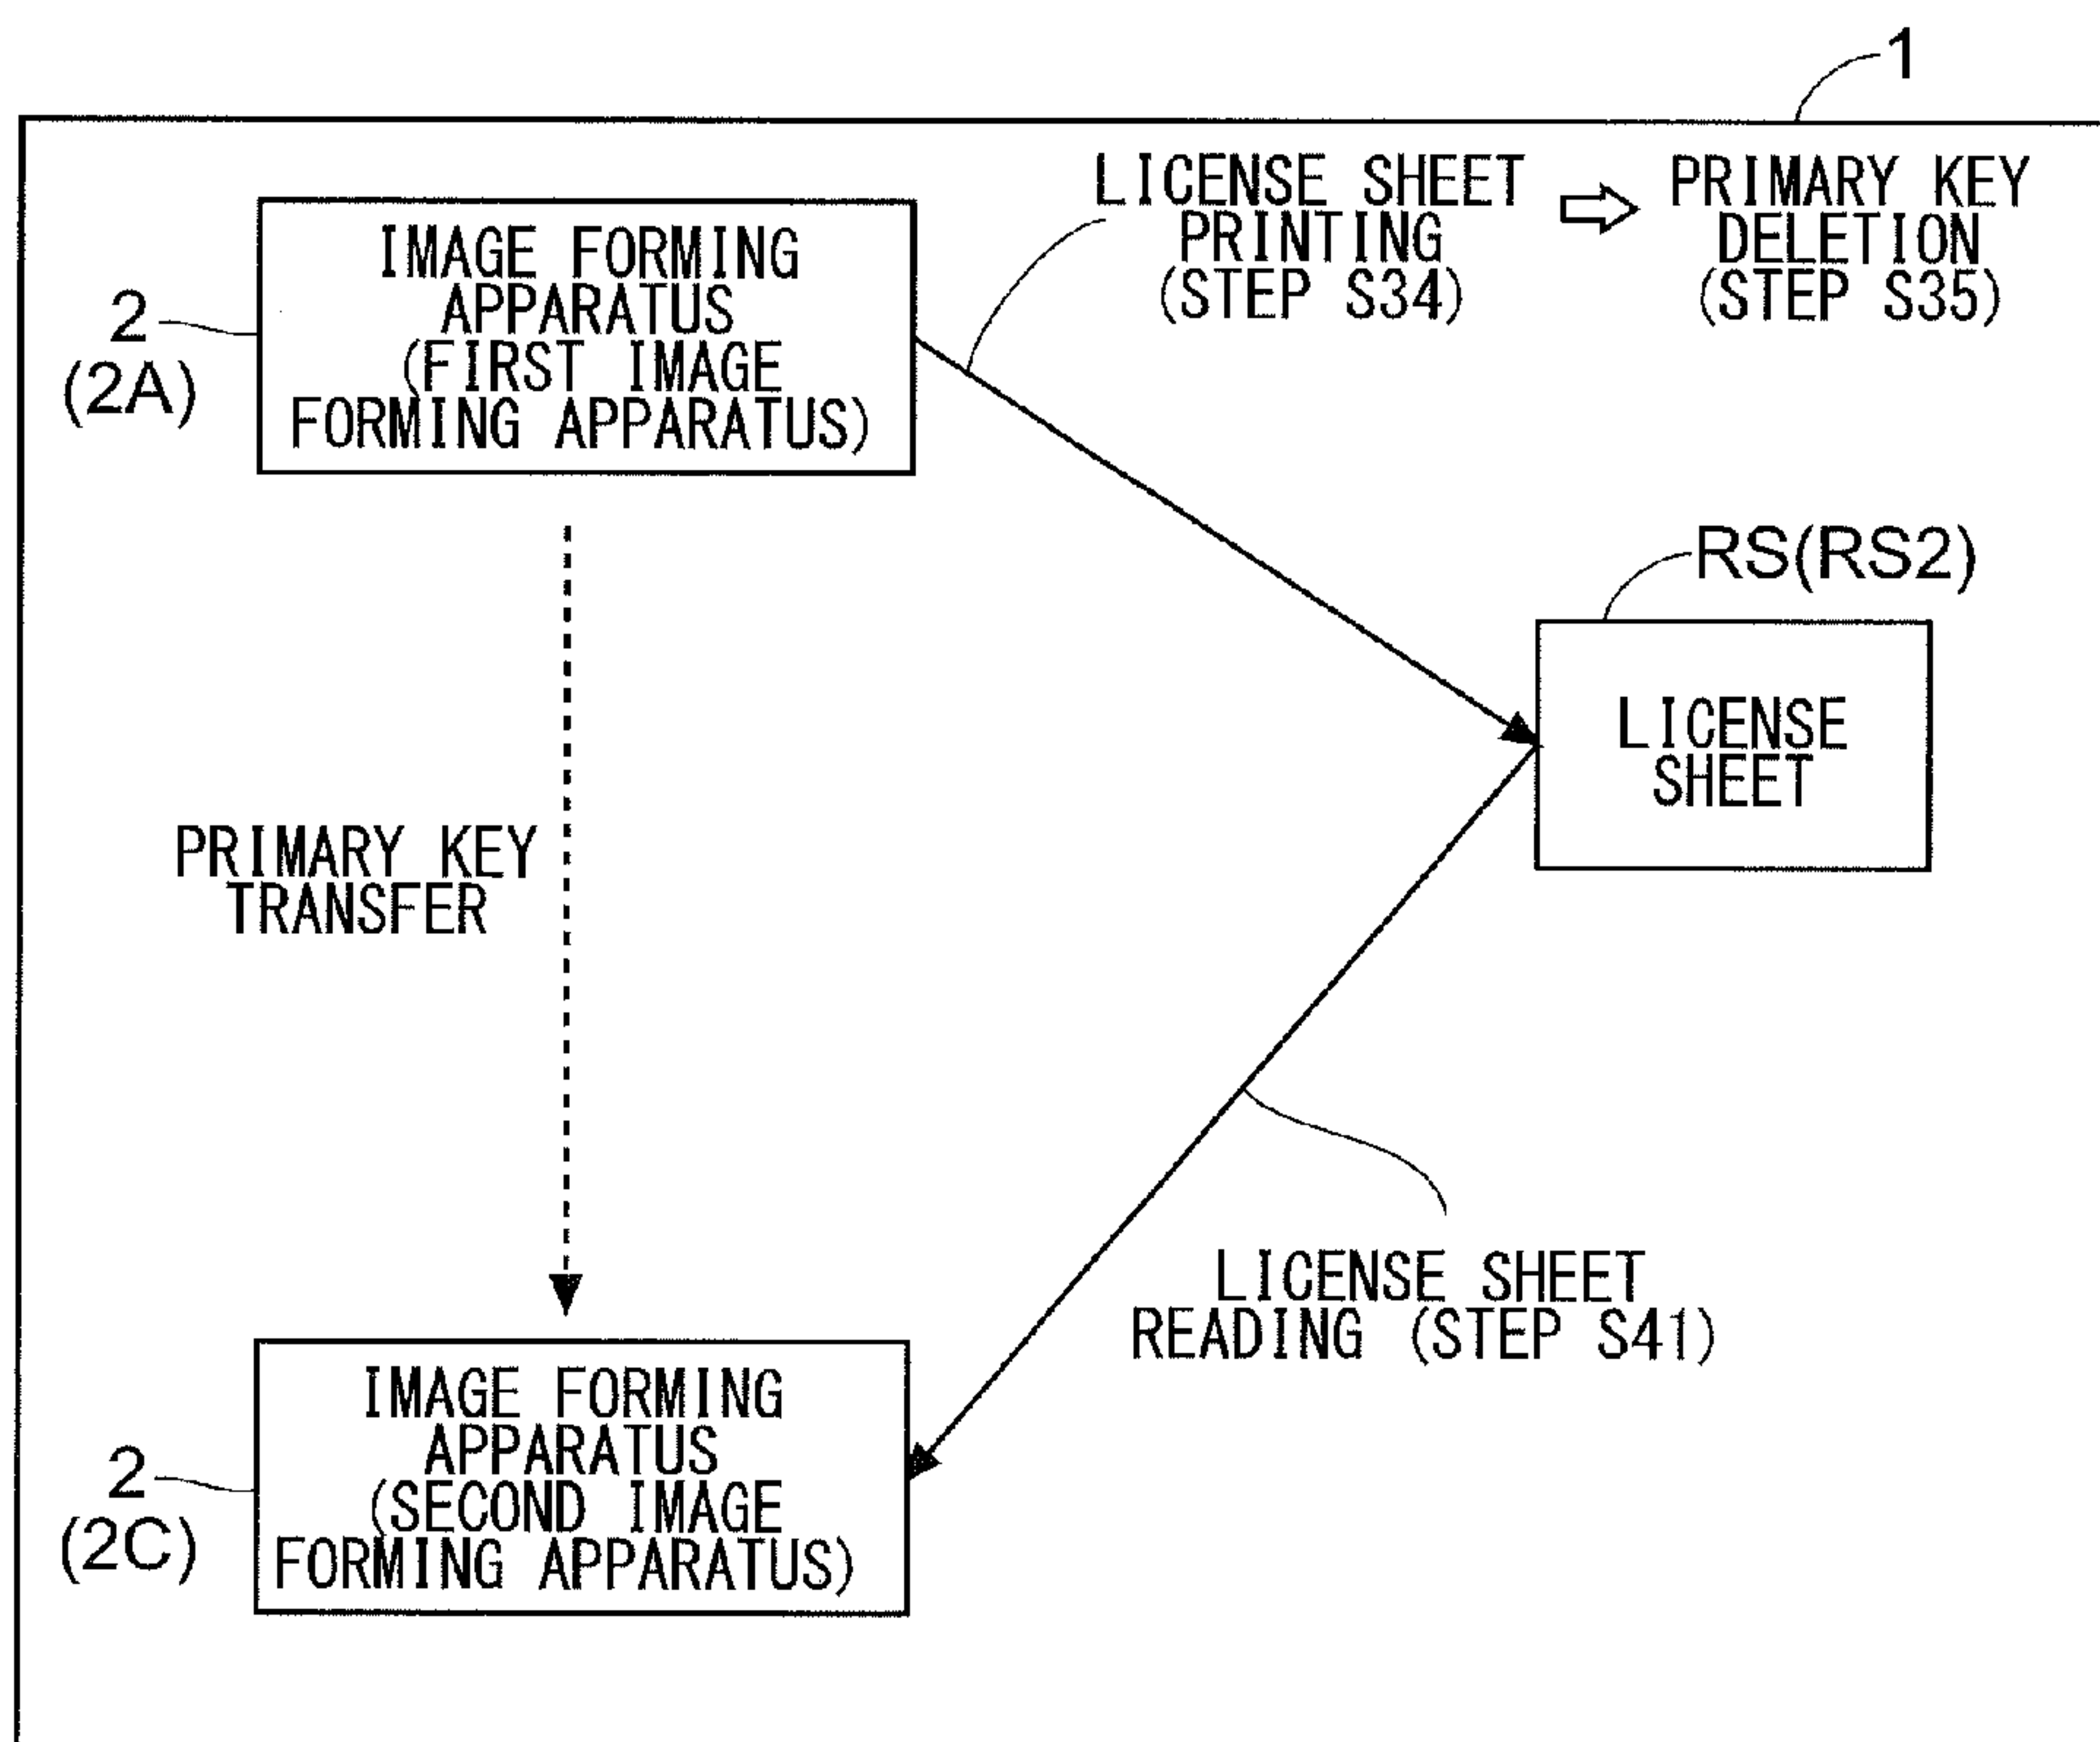 1
LICENSE SHEET
PRINTING
(STEP S34)
PRIMARY KEY
DELETION
(STEP S35)
IMAGE FORMING
APPARATUS
(FIRST IMAGE
FORMING APPARATUS)
2
(2A)
RS(RS2)
LICENSE
SHEET
PRIMARY KEY
TRANSFER
LICENSE SHEET
READING (STEP S41)
IMAGE FORMING
APPARATUS
(SECOND IMAGE
FORMING APPARATUS)
2
(2C)